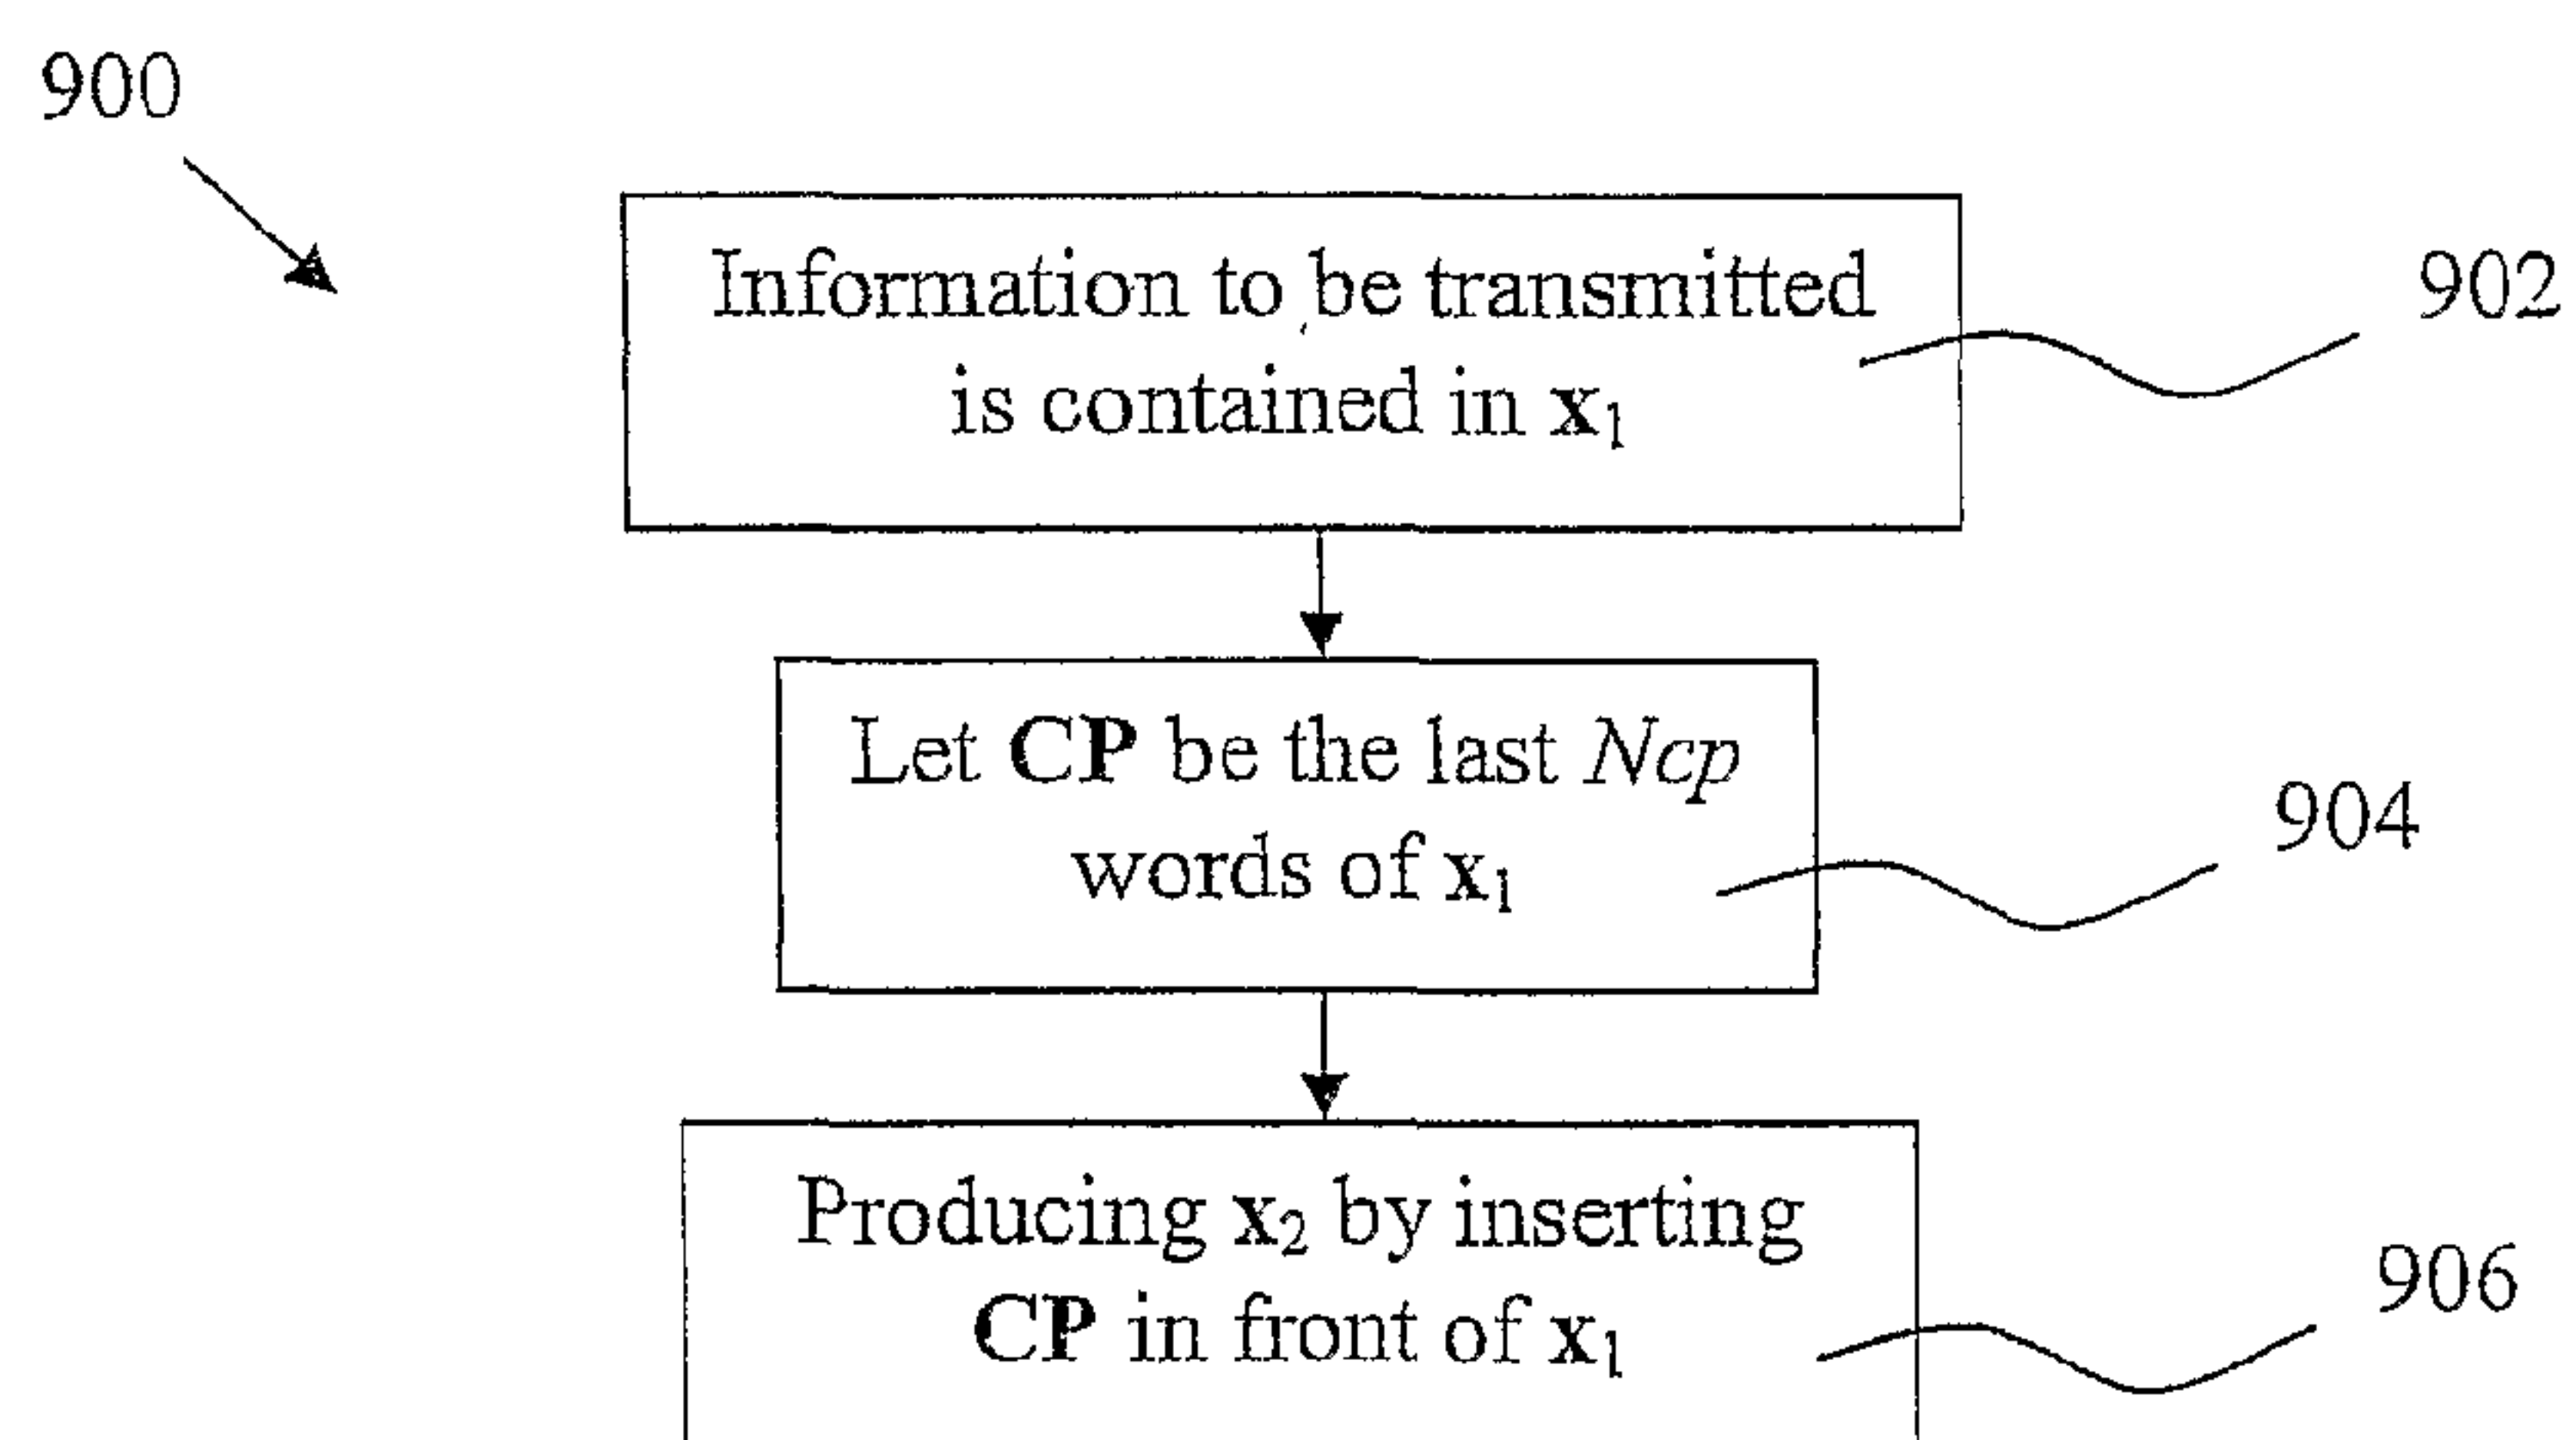 900
Information to be transmitted
is contained in x₁
902
Let CP be the last Ncp
words of x₁
904
Producing x₂ by inserting
CP in front of x₁
906